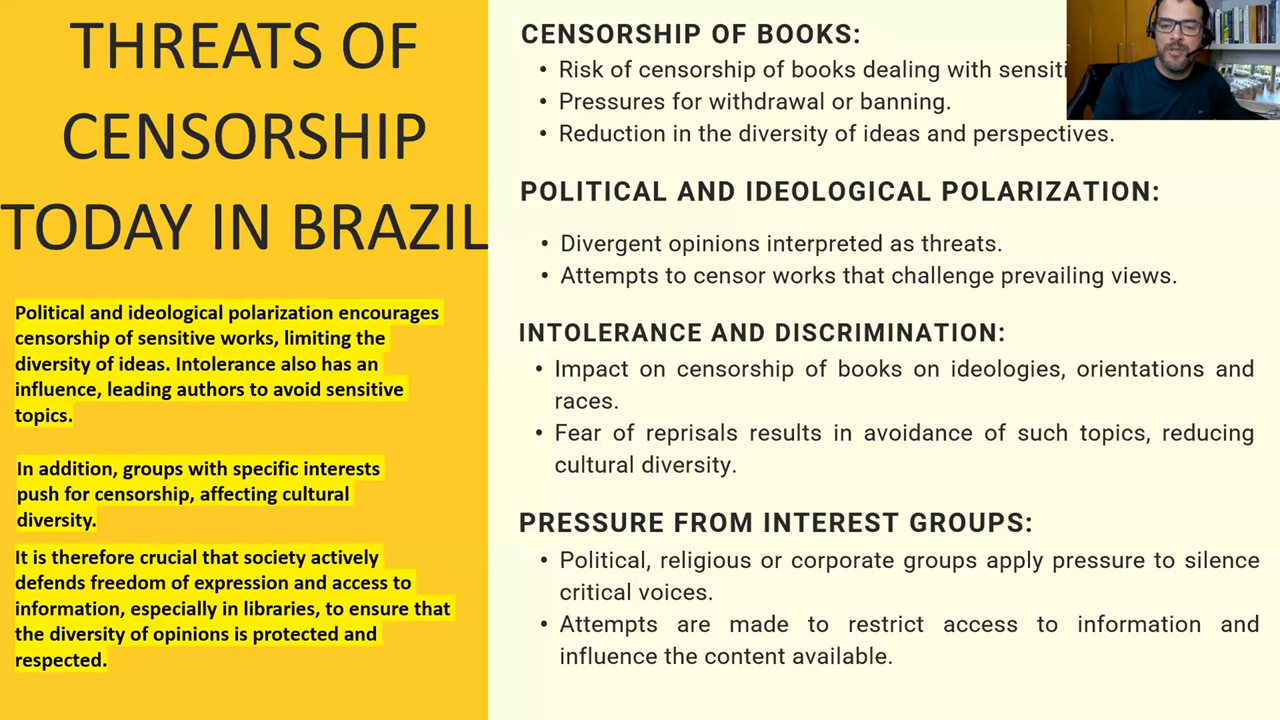 THREATS OF
CENSORSHIP
TODAY IN BRAZIL
Political and ideological polarization encourages
censorship of sensitive works, limiting the
diversity of ideas. Intolerance also has an
influence, leading authors to avoid sensitive
topics.
In addition, groups with specific interests
push for censorship, affecting cultural
diversity.
It is therefore crucial that society actively
defends freedom of expression and access to
information, especially in libraries, to ensure that
the diversity of opinions is protected and
respected.
CENSORSHIP OF BOOKS:
• Risk of censorship of books dealing with
• Pressures for withdrawal or banning.
• Reduction in the diversity of ideas and perspectives.
POLITICAL AND IDEOLOGICAL POLARIZATION:
• Divergent opinions interpreted as threats.
• Attempts to censor works that challenge prevailing views.
INTOLERANCE AND DISCRIMINATION:
• Impact on censorship of books on ideologies, orientations and
races.
• Fear of reprisals results in avoidance of such topics, reducing
cultural diversity.
PRESSURE FROM INTEREST GROUPS:
• Political, religious or corporate groups apply pressure to silence
critical voices.
• Attempts are made to restrict access to information and
influence the content available.